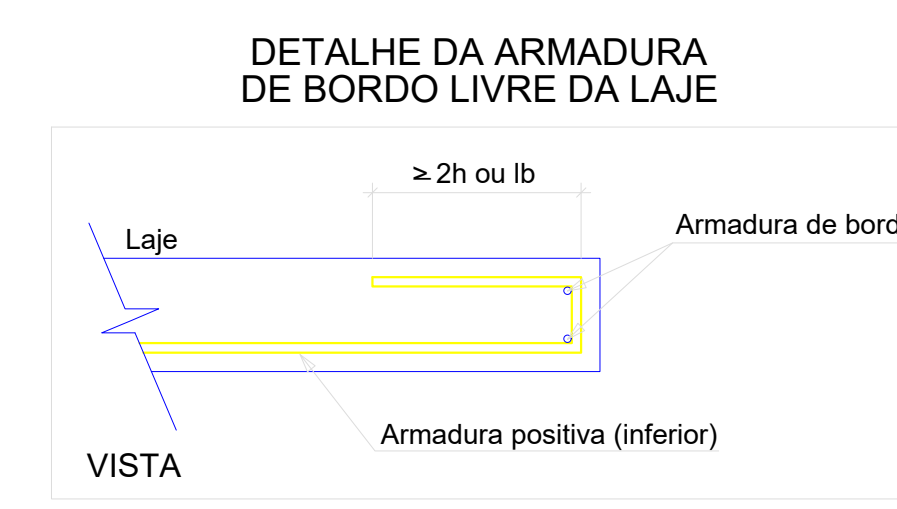 DETALHE DA ARMADURA
DE BORDO LIVRE DA LAJE
≥ 2h ou lb
Armadura de bord
Laje
Armadura positiva (inferior)
VISTA